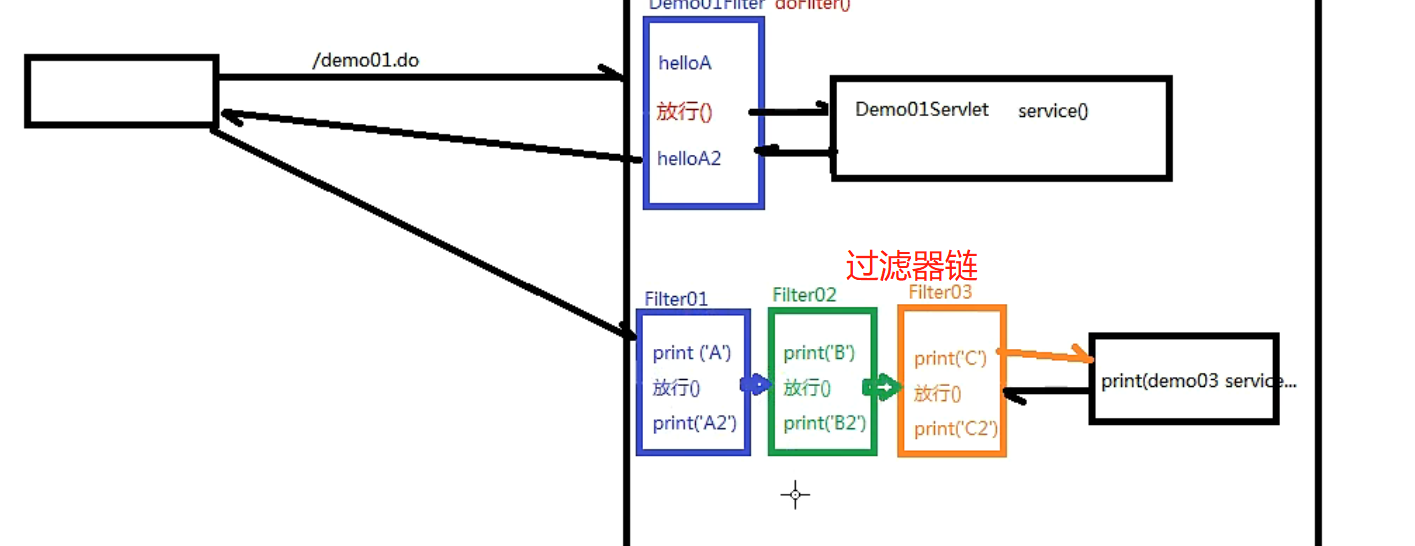 Demo01Filter doFilter()
/demo01.do
helloA
放行()
helloA2
Demo01Servlet service()
过滤器链
Filter01
print ('A')
放行()
print('A2')
Filter02
print('B')
放行()
print('B2')
Filter03
print('C')
放行()
print('C2')
print(demo03 service...